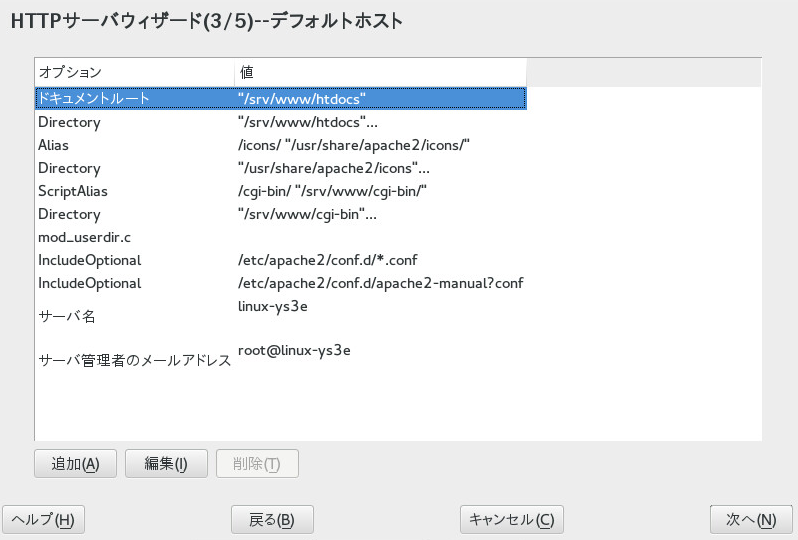 HTTPサーバウィザード(3/5)--デフォルトホスト
オプション 値
ドキュメントルート "/srv/www/htdocs"
Directory "/srv/www/htdocs"...
Alias /icons/ "/usr/share/apache2/icons/"
Directory "/usr/share/apache2/icons"...
ScriptAlias /cgi-bin/ "/srv/www/cgi-bin/"
Directory "/srv/www/cgi-bin"...
mod_userdir.c
IncludeOptional /etc/apache2/conf.d/*.conf
IncludeOptional /etc/apache2/conf.d/apache2-manual?conf
サーバ名 linux-ys3e
サーバ管理者のメールアドレス root@linux-ys3e
追加(A) 編集(I) 削除(T)
ヘルプ(H) 戻る(B) キャンセル(C) 次へ(N)